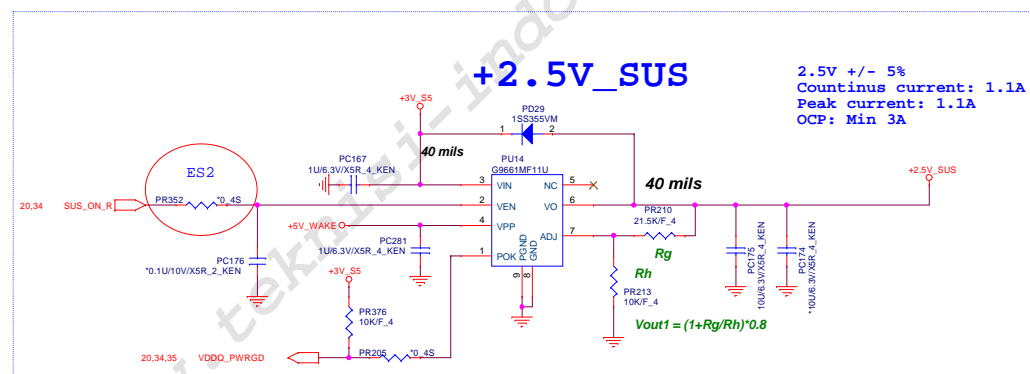 +2.5V_SUS
2.5V +/- 5%
Countinus current: 1.1A
Peak current: 1.1A
OCP: Min 3A
+3V_S5
PD29
1SS355VM
1
2
40 mils
PU14
G9661MF11U
PC167
1U/6.3V/X5R_4_KEN
ES2
20,34
SUS_ON_R
PR352
*0_4S
3
VIN
2
VEN
4
VPP
1
POK
NC
5
VO
6
ADJ
7
PGND
GND
9
8
40 mils
+2.5V_SUS
PR210
21.5K/F_4
Rg
Rh
PR213
10K/F_4
Vout1 = (1+Rg/Rh)*0.8
PC175
10U/6.3V/X5R_4_KEN
PC174
*10U/6.3V/X5R_4_KEN
+5V_WAKE
PC281
1U/6.3V/X5R_4_KEN
PC176
*0.1U/10V/X5R_2_KEN
+3V_S5
PR376
10K/F_4
20,34,35
VDDQ_PWRGD
PR205
*0_4S
.teknisi-indo